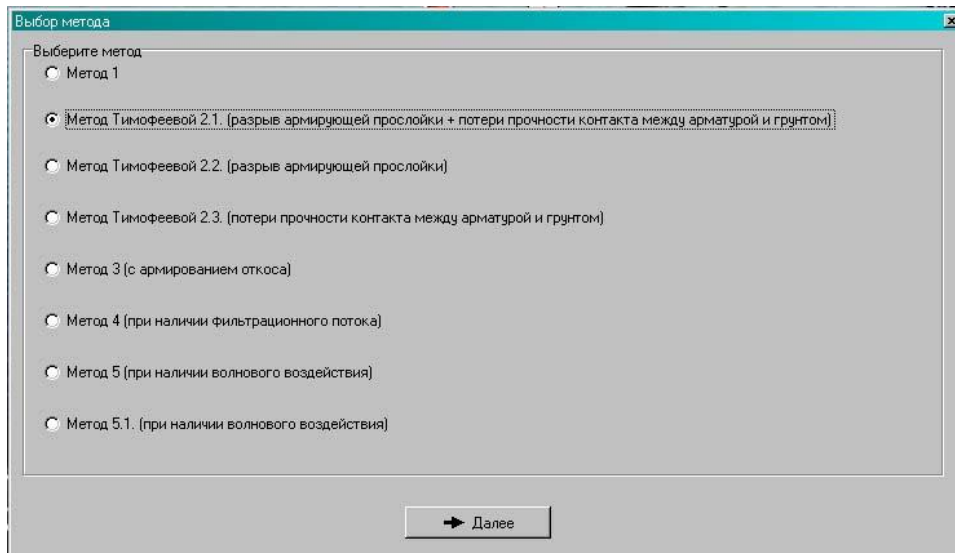 Выбор метода
Выберите метод
Метод 1
Метод Тимофеевой 2.1. (разрыв армирующей прослойки + потери прочности контакта между арматурой и грунтом)
Метод Тимофеевой 2.2. (разрыв армирующей прослойки)
Метод Тимофеевой 2.3. (потери прочности контакта между арматурой и грунтом)
Метод 3 (с армированием откоса)
Метод 4 (при наличии фильтрационного потока)
Метод 5 (при наличии волнового воздействия)
Метод 5.1. (при наличии волнового воздействия)
Далее